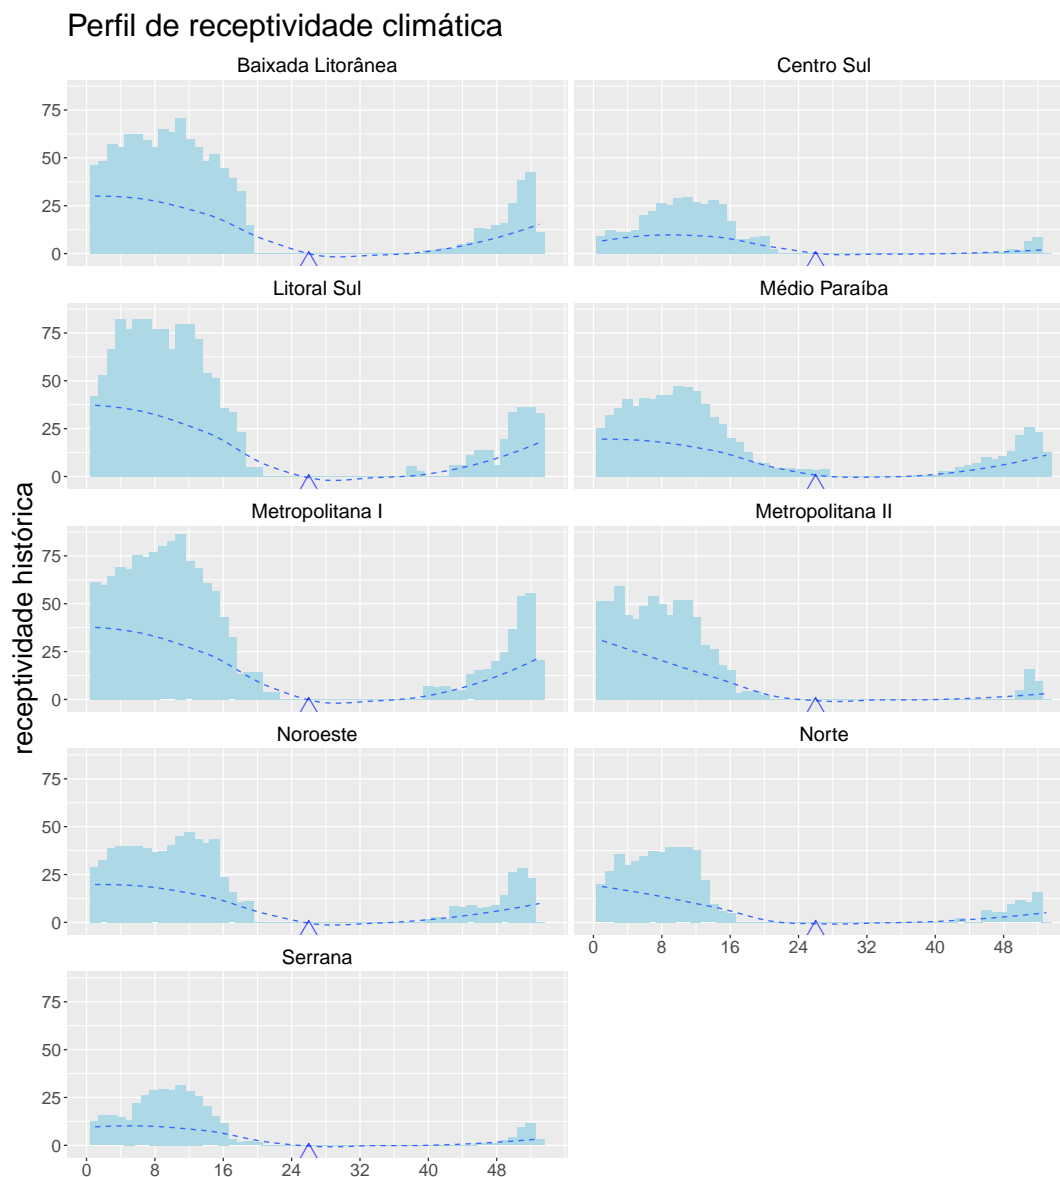 Perfil de receptividade climática
Baixada Litorânea
Centro Sul
75
50
25
0
Litoral Sul
Médio Paraíba
75
50
25
0
receptividade histórica
Metropolitana I
Metropolitana II
75
50
25
0
Noroeste
Norte
75
50
25
0
0 8 16 24 32 40 48
Serrana
75
50
25
0
0 8 16 24 32 40 48